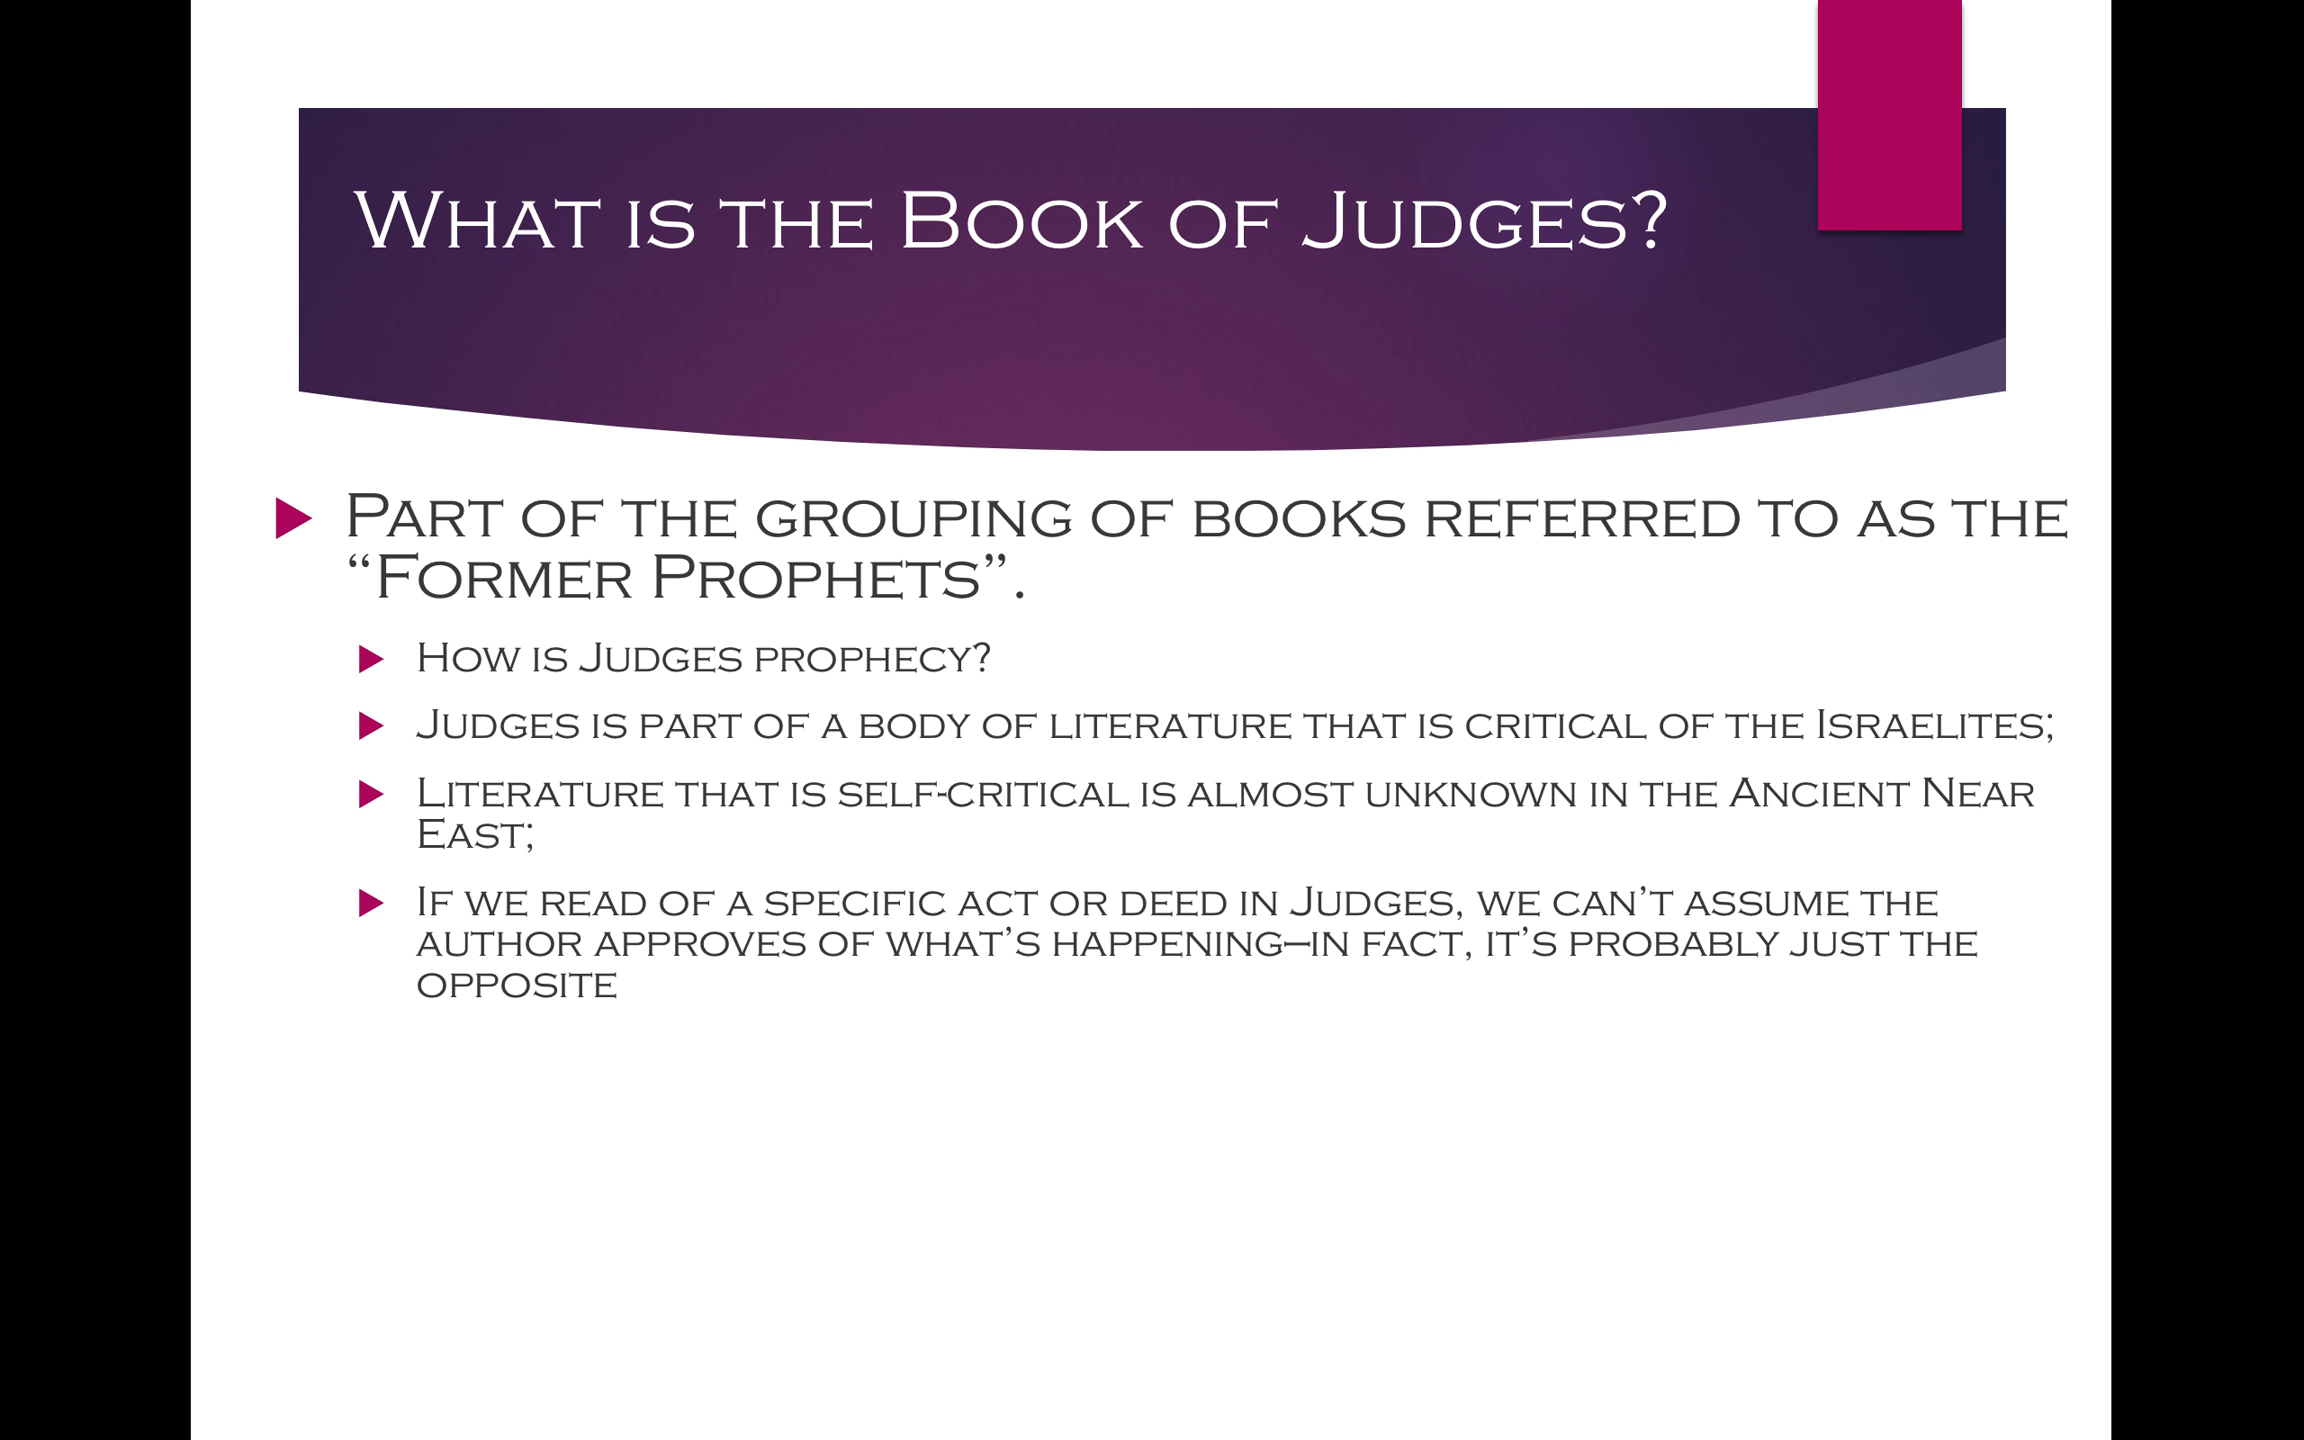 What is the Book of Judges?
Part of the grouping of books referred to as the
“Former Prophets”.
How is Judges prophecy?
Judges is part of a body of literature that is critical of the Israelites;
Literature that is self-critical is almost unknown in the Ancient Near
East;
If we read of a specific act or deed in Judges, we can’t assume the
author approves of what’s happening—in fact, it’s probably just the
opposite